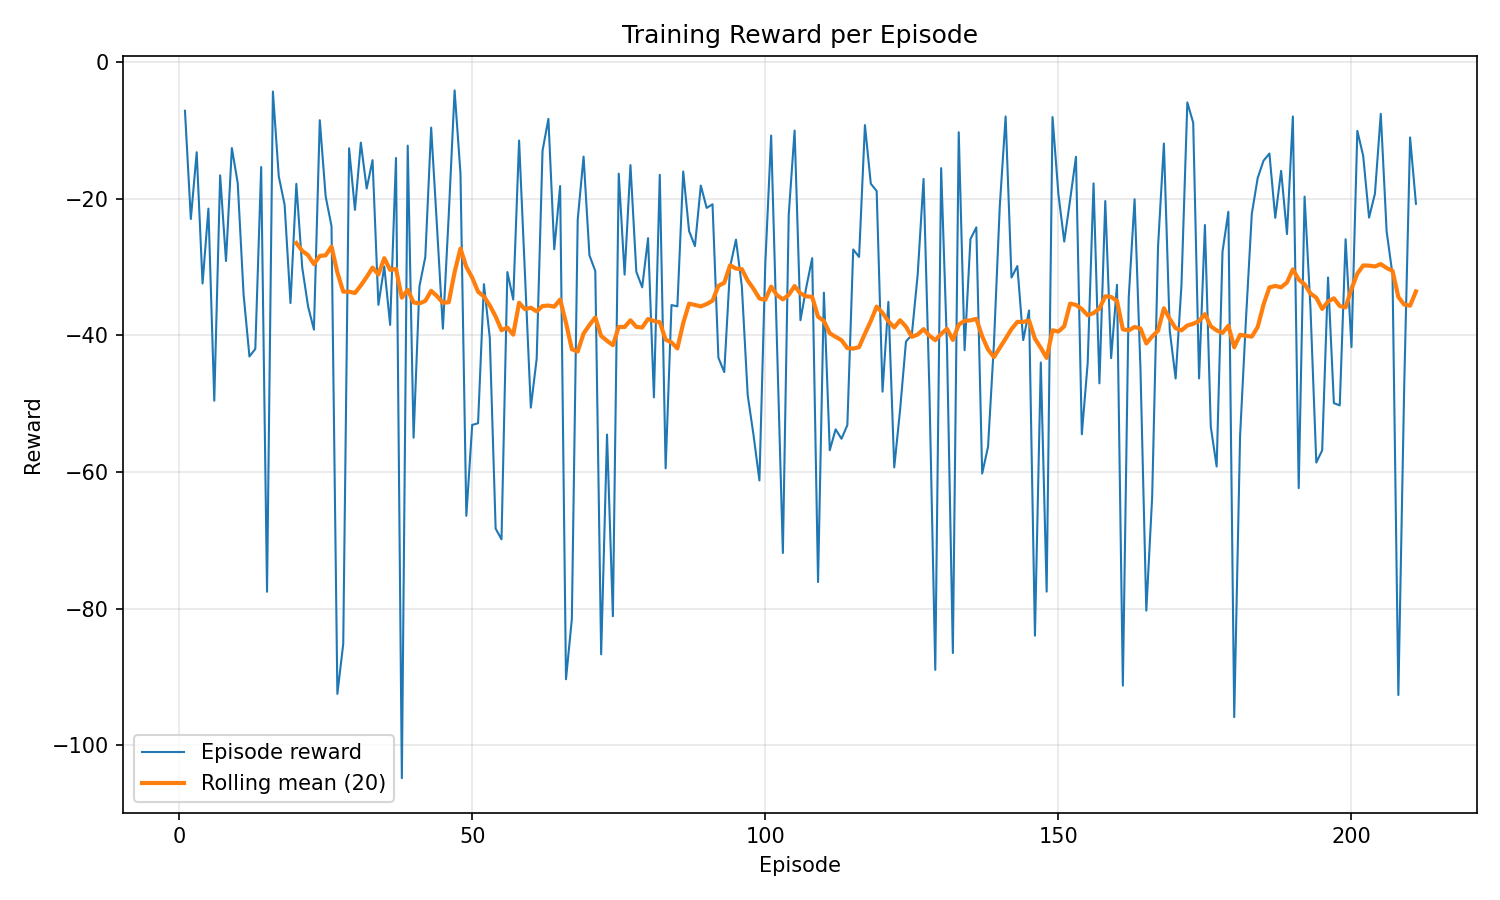 Training Reward per Episode
Reward
0
−20
−40
−60
−80
−100
Episode reward
Rolling mean (20)
0
50
100
150
200
Episode